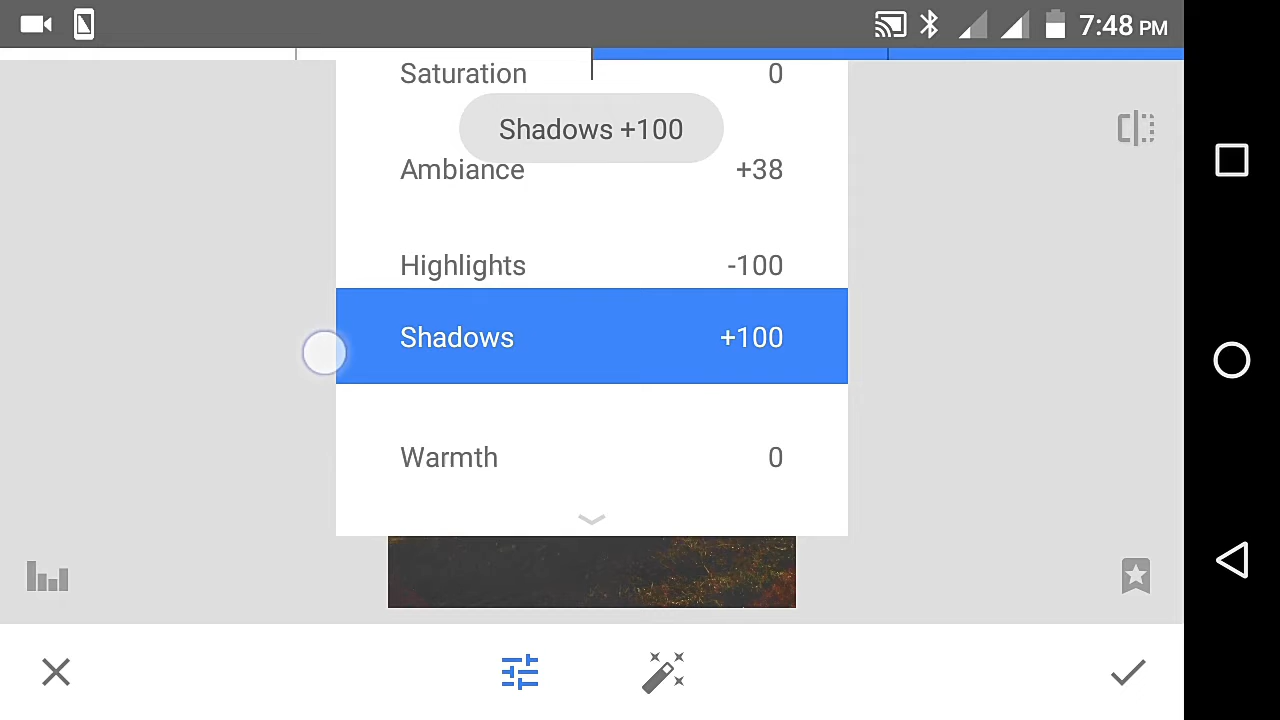 7:48 PM
Saturation 0
Shadows +100
Ambiance +38
Highlights -100
Shadows +100
Warmth 0